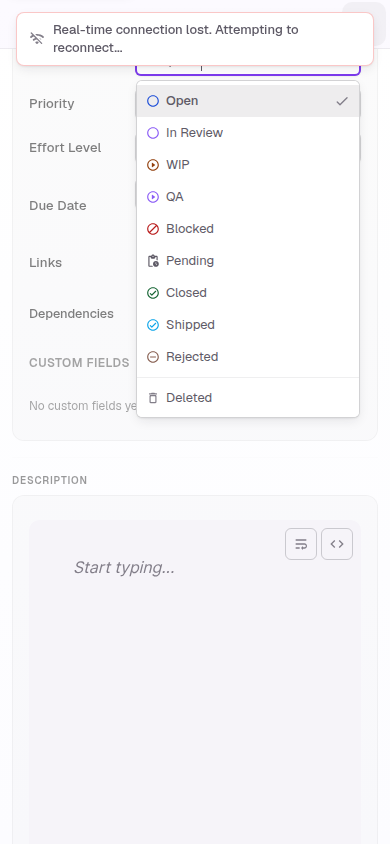 Real-time connection lost. Attempting to
reconnect...
Priority
Open
In Review
Effort Level
WIP
QA
Due Date
Blocked
Links
Pending
Closed
Dependencies
Shipped
CUSTOM FIELDS
Rejected
Deleted
No custom fields ye
DESCRIPTION
Start typing...